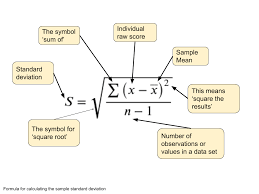 The symbol
'sum of'
Individual
raw score
Sample
Mean
Standard
deviation
S = √ ∑ (x − x̄)²
n − 1
This means
'square the
results'
The symbol for
'square root'
Number of
observations or
values in a data set
Formula for calculating the sample standard deviation